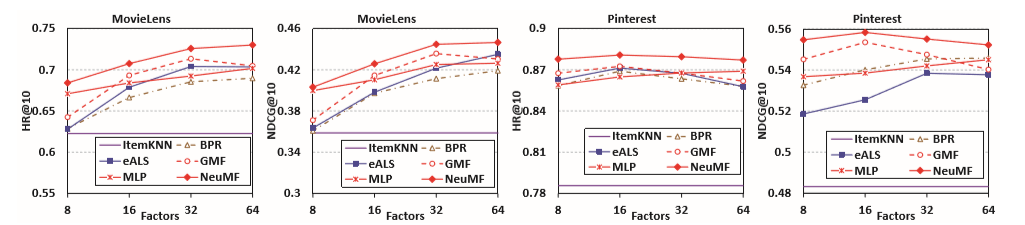 MovieLens
0.75
0.7
0.65
0.6
0.55
HR@10
ItemKNN
BPR
eALS
GMF
MLP
NeuMF
8
16
32
64
Factors
MovieLens
0.46
0.42
0.38
0.34
0.3
NDCG@10
ItemKNN
BPR
eALS
GMF
MLP
NeuMF
8
16
32
64
Factors
Pinterest
0.9
0.87
0.84
0.81
0.78
HR@10
ItemKNN
BPR
eALS
GMF
MLP
NeuMF
8
16
32
64
Factors
Pinterest
0.56
0.54
0.52
0.5
0.48
NDCG@10
ItemKNN
BPR
eALS
GMF
MLP
NeuMF
8
16
32
64
Factors